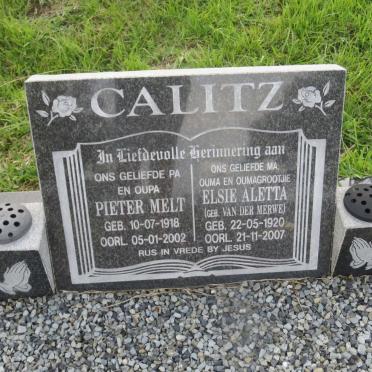 CALITZ
In Liefdevolle Herinnering aan
ONS GELIEFDE PA
EN OUPA
PIETER MELT
GEB. 10-07-1918
OORL. 05-01-2002
ONS GELIEFDE MA,
OUMA EN OUMAGROOTJIE
ELSIE ALETTA
(GEB. VAN DER MERWE)
GEB. 22-05-1920
OORL. 21-11-2007
RUS IN VREDE BY JESUS